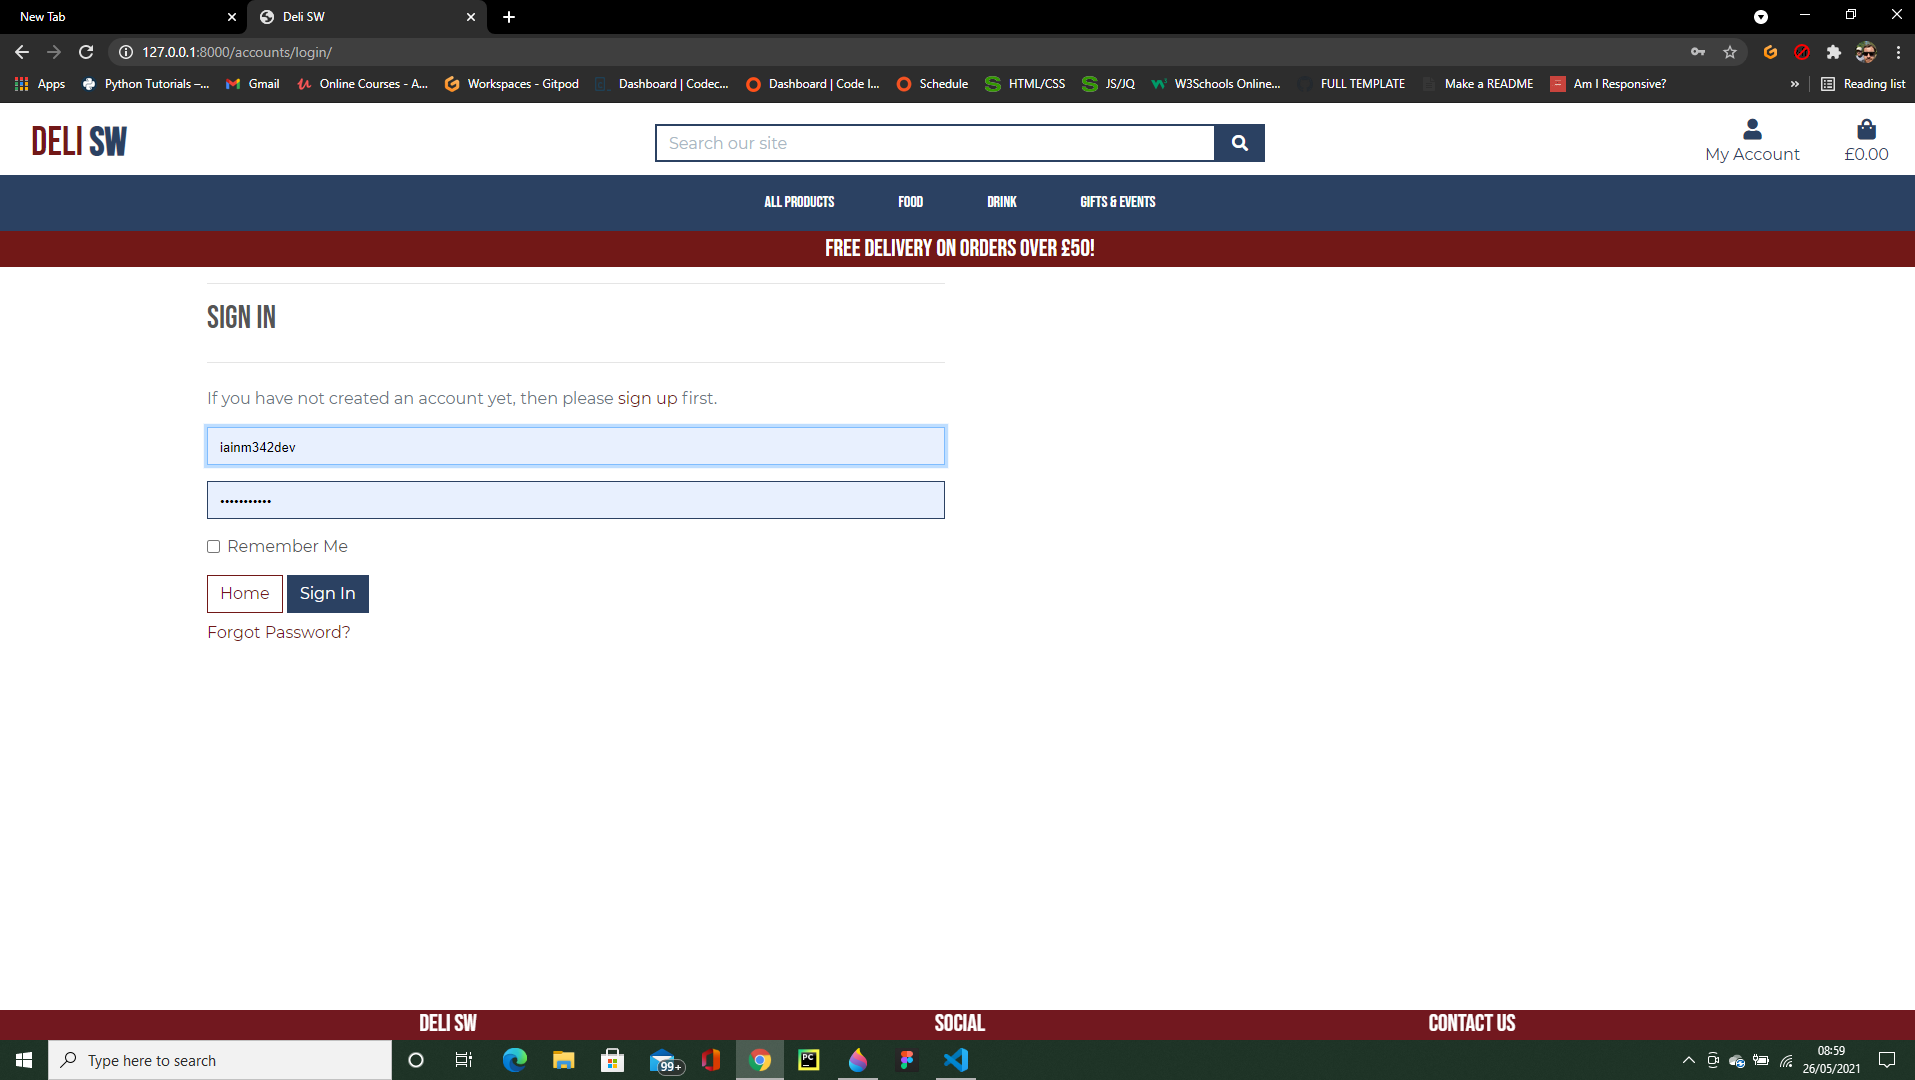 New Tab
Deli SW
127.0.0.1:8000/accounts/login/
Apps
Python Tutorials –...
Gmail
Online Courses - A...
Workspaces - Gitpod
Dashboard | Codec...
Dashboard | Code I...
Schedule
HTML/CSS
JS/JQ
W3Schools Online...
FULL TEMPLATE
Make a README
Am I Responsive?
»
Reading list
DELI SW
Search our site
My Account
£0.00
ALL PRODUCTS
FOOD
DRINK
GIFTS & EVENTS
FREE DELIVERY ON ORDERS OVER £50!
SIGN IN
If you have not created an account yet, then please sign up first.
iainm342dev
•••••••••••
Remember Me
Home
Sign In
Forgot Password?
DELI SW
SOCIAL
CONTACT US
Type here to search
99+
PC
08:59
26/05/2021